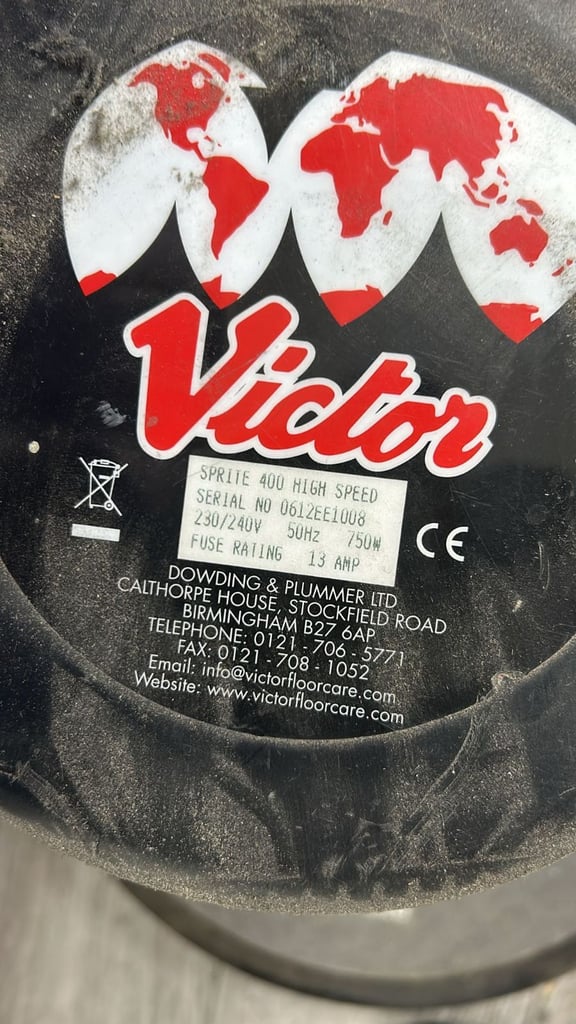 Victor
SPRITE 400 HIGH SPEED
SERIAL NO 0612EE1008
230/240V 50Hz 750W
FUSE RATING 13 AMP
CE
DOWDING & PLUMMER LTD
CALTHORPE HOUSE, STOCKFIELD ROAD
BIRMINGHAM B27 6AP
TELEPHONE: 0121 - 706 - 5771
FAX: 0121 - 708 - 1052
Email: info@victorfloorcare.com
Website: www.victorfloorcare.com